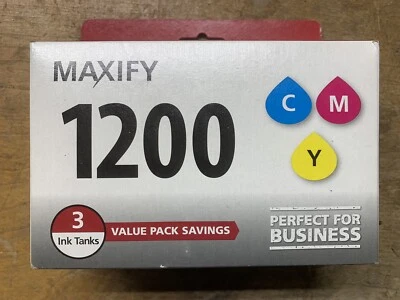 MAXIFY
1200
C M
Y
3
Ink Tanks
VALUE PACK SAVINGS
PERFECT FOR
BUSINESS